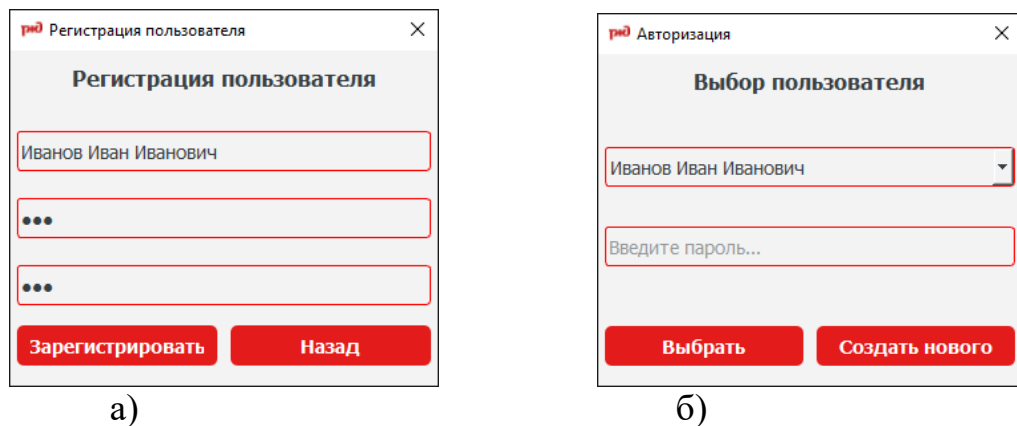 ржд Регистрация пользователя
Регистрация пользователя
Иванов Иван Иванович
•••
•••
Зарегистрировать Назад
а)
ржд Авторизация
Выбор пользователя
Иванов Иван Иванович
Введите пароль...
Выбрать Создать нового
б)